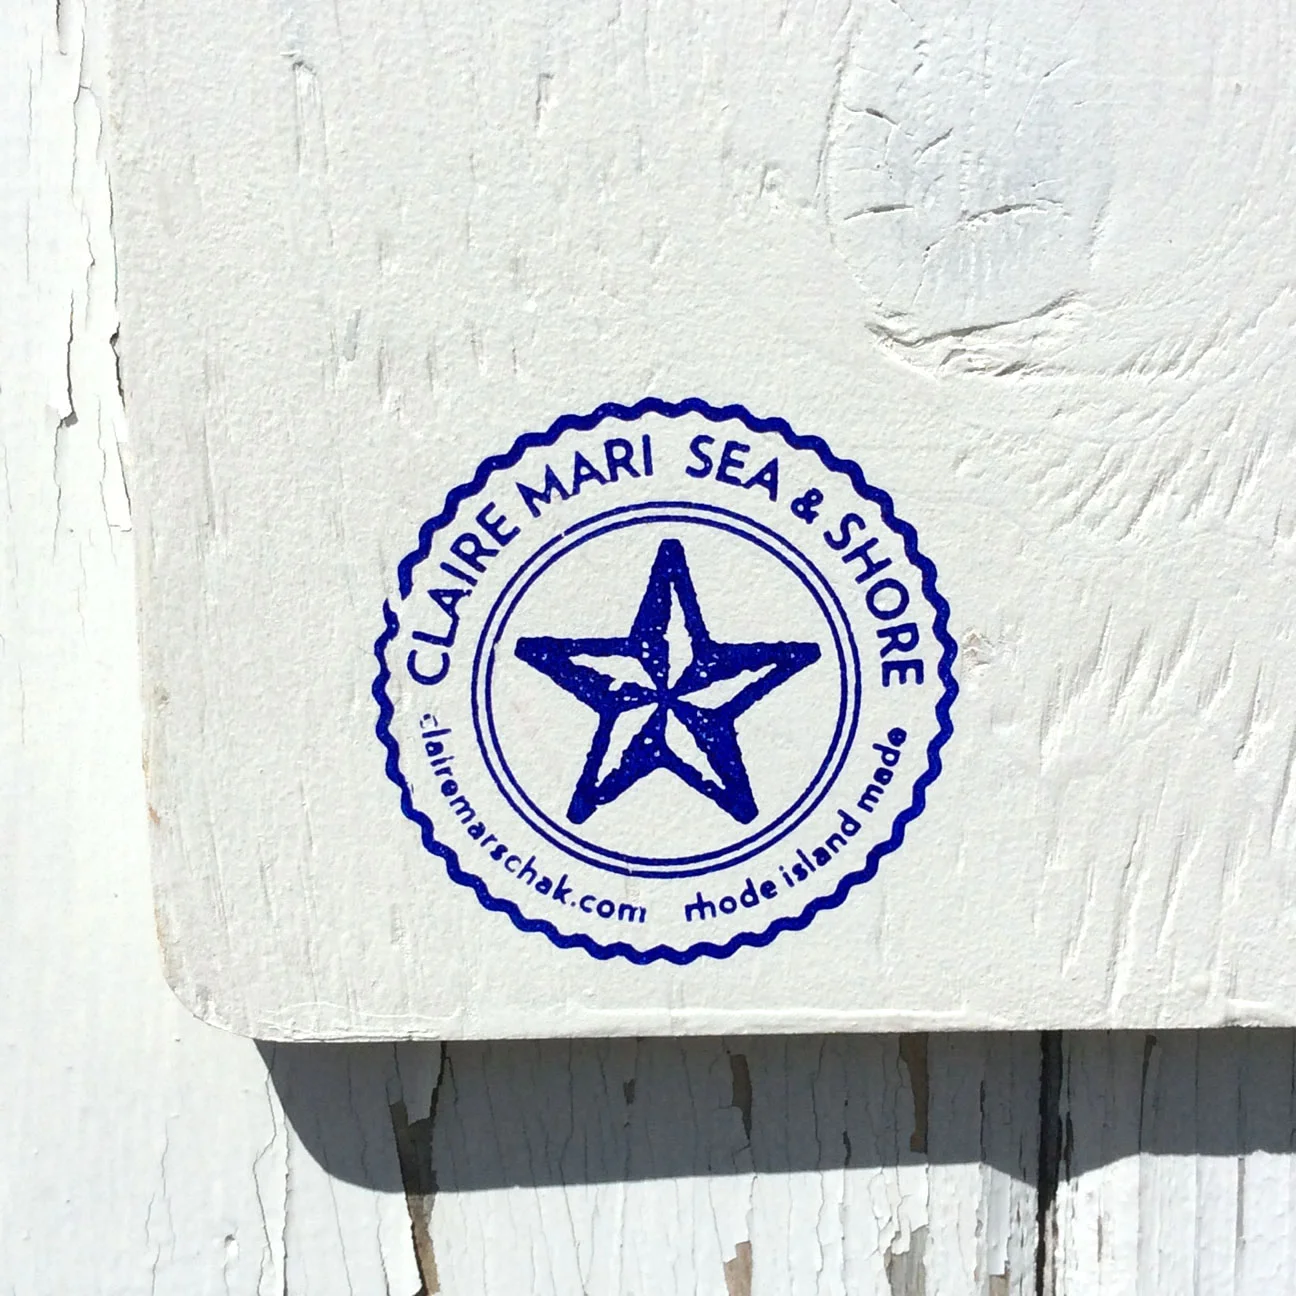 CLAIRE MARI SEA & SHORE
clairemarschak.com rhode island made